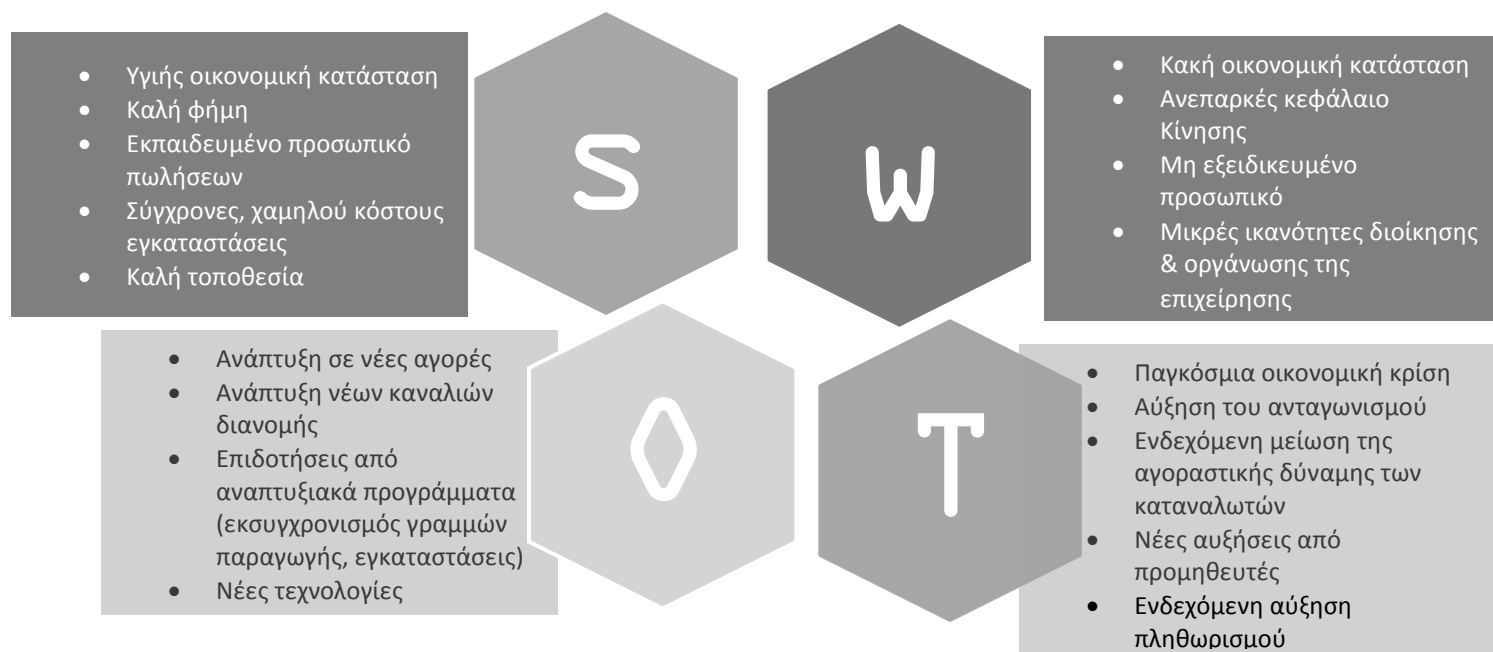 • Υγιής οικονομική κατάσταση
• Καλή φήμη
• Εκπαιδευμένο προσωπικό
πωλήσεων
• Σύγχρονες, χαμηλού κόστους
εγκαταστάσεις
• Καλή τοποθεσία
S
W
• Κακή οικονομική κατάσταση
• Ανεπαρκές κεφάλαιο
Κίνησης
• Μη εξειδικευμένο
προσωπικό
• Μικρές ικανότητες διοίκησης
& οργάνωσης της
επιχείρησης
• Ανάπτυξη σε νέες αγορές
• Ανάπτυξη νέων καναλιών
διανομής
• Επιδοτήσεις από
αναπτυξιακά προγράμματα
(εκσυγχρονισμός γραμμών
παραγωγής, εγκαταστάσεις)
• Νέες τεχνολογίες
O
T
• Παγκόσμια οικονομική κρίση
• Αύξηση του ανταγωνισμού
• Ενδεχόμενη μείωση της
αγοραστικής δύναμης των
καταναλωτών
• Νέες αυξήσεις από
προμηθευτές
• Ενδεχόμενη αύξηση
πληθωρισμού